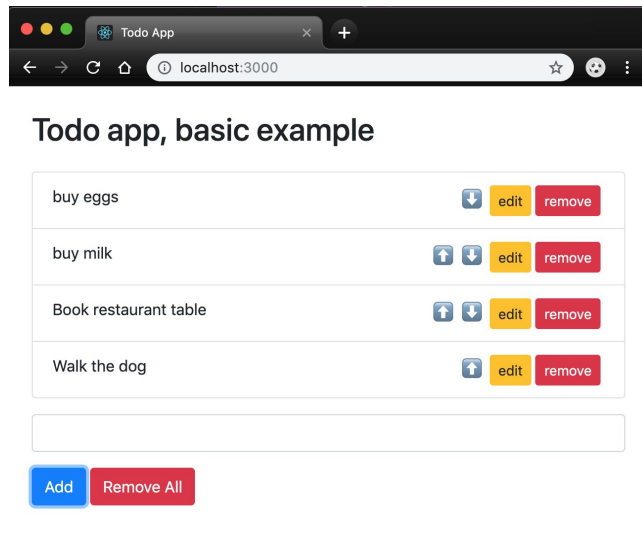 Todo App
localhost:3000
Todo app, basic example
buy eggs ⬇️ edit remove
buy milk ⬆️ ⬇️ edit remove
Book restaurant table ⬆️ ⬇️ edit remove
Walk the dog ⬆️ edit remove
Add Remove All